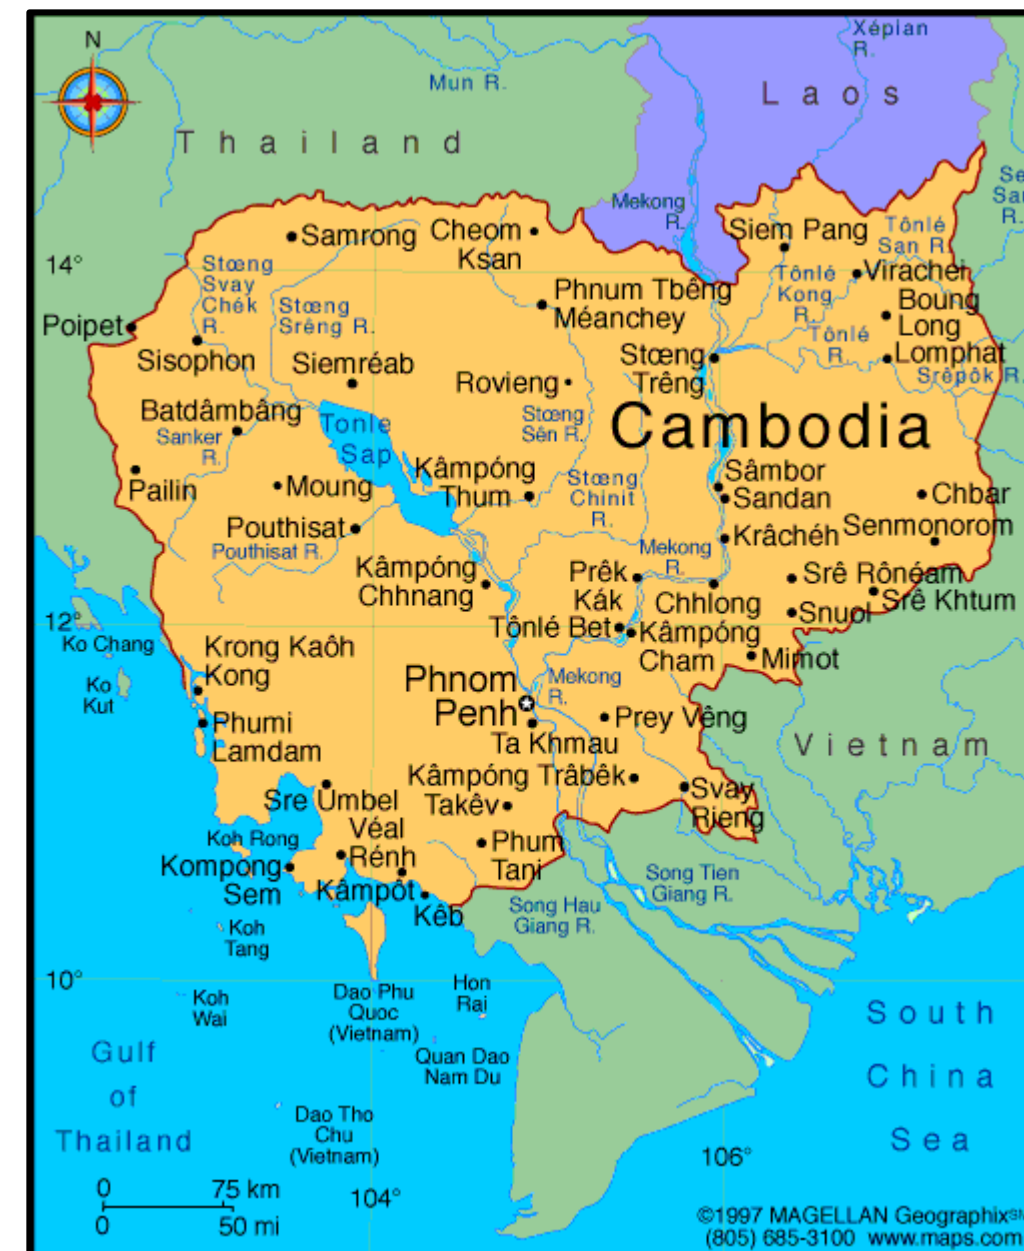 N
Xépian
R.
Mun R.
Laos
Thailand
Se
Sa
R.
Mekong
R.
Siem Pang
Tônlé
San R
Samrong
Cheom
Ksan
14°
Stœng
Svay
Chék
R.
Tônlé
Kong
R.
Virachei
Phnum Tbêng
Méanchey
Boung
Long
Stœng
Srêng R.
Poipet
Tônlé
R.
Sisophon
Siemréab
Stœng
Trêng
Lomphat
Srêpôk R.
Rovieng
Batdâmbâng
Stœng
Sên R.
Cambodia
Tonle
Sap
Sanker
R.
Kâmpóng
Thum
Sâmbor
Sandan
Pailin
Moung
Stœng
Chinit
R.
Chbar
Pouthisat
Pouthisat R.
Krâchéh
Senmonorom
Mekong
R.
Kâmpóng
Chhnang
Prêk
Kák
Srê Rônéam
Srê Khtum
Chhlong
Snuol
12°
Ko Chang
Tônlé Bet
Kâmpóng
Cham
Mimot
Krong Kaôh
Kong
Ko
Kut
Phnom
Penh
Mekong
R.
Phumi
Lamdam
Prey Vêng
Ta Khmau
Vietnam
Kâmpóng Trâbêk
Svay
Rieng
Sre Umbel
Takêv
Véal
Rénh
Koh Rong
Phum
Tani
Kompong
Sem
Kâmpôt
Kêb
Song Tien
Giang R.
Song Hau
Giang R.
Koh
Tang
10°
Koh
Wai
Dao Phu
Quoc
(Vietnam)
Hon
Rai
South
China
Sea
Gulf
of
Thailand
Quan Dao
Nam Du
Dao Tho
Chu
(Vietnam)
106°
104°
0 75 km
0 50 mi
©1997 MAGELLAN Geographix
(805) 685-3100 www.maps.com